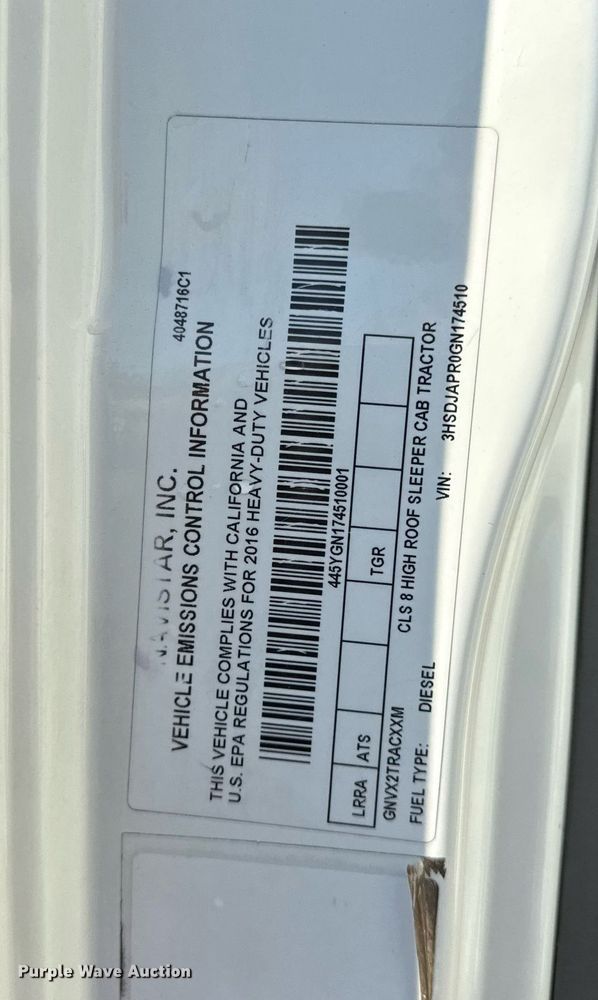 4048716C1
NAVISTAR, INC.
VEHICLE EMISSIONS CONTROL INFORMATION
THIS VEHICLE COMPLIES WITH CALIFORNIA AND
U.S. EPA REGULATIONS FOR 2016 HEAVY-DUTY VEHICLES
445YGN174510001
LRRA ATS TGR
GNVX2TRACXXM CLS 8 HIGH ROOF SLEEPER CAB TRACTOR
FUEL TYPE: DIESEL VIN: 3HSDJAPR0GN174510
Purple Wave Auction